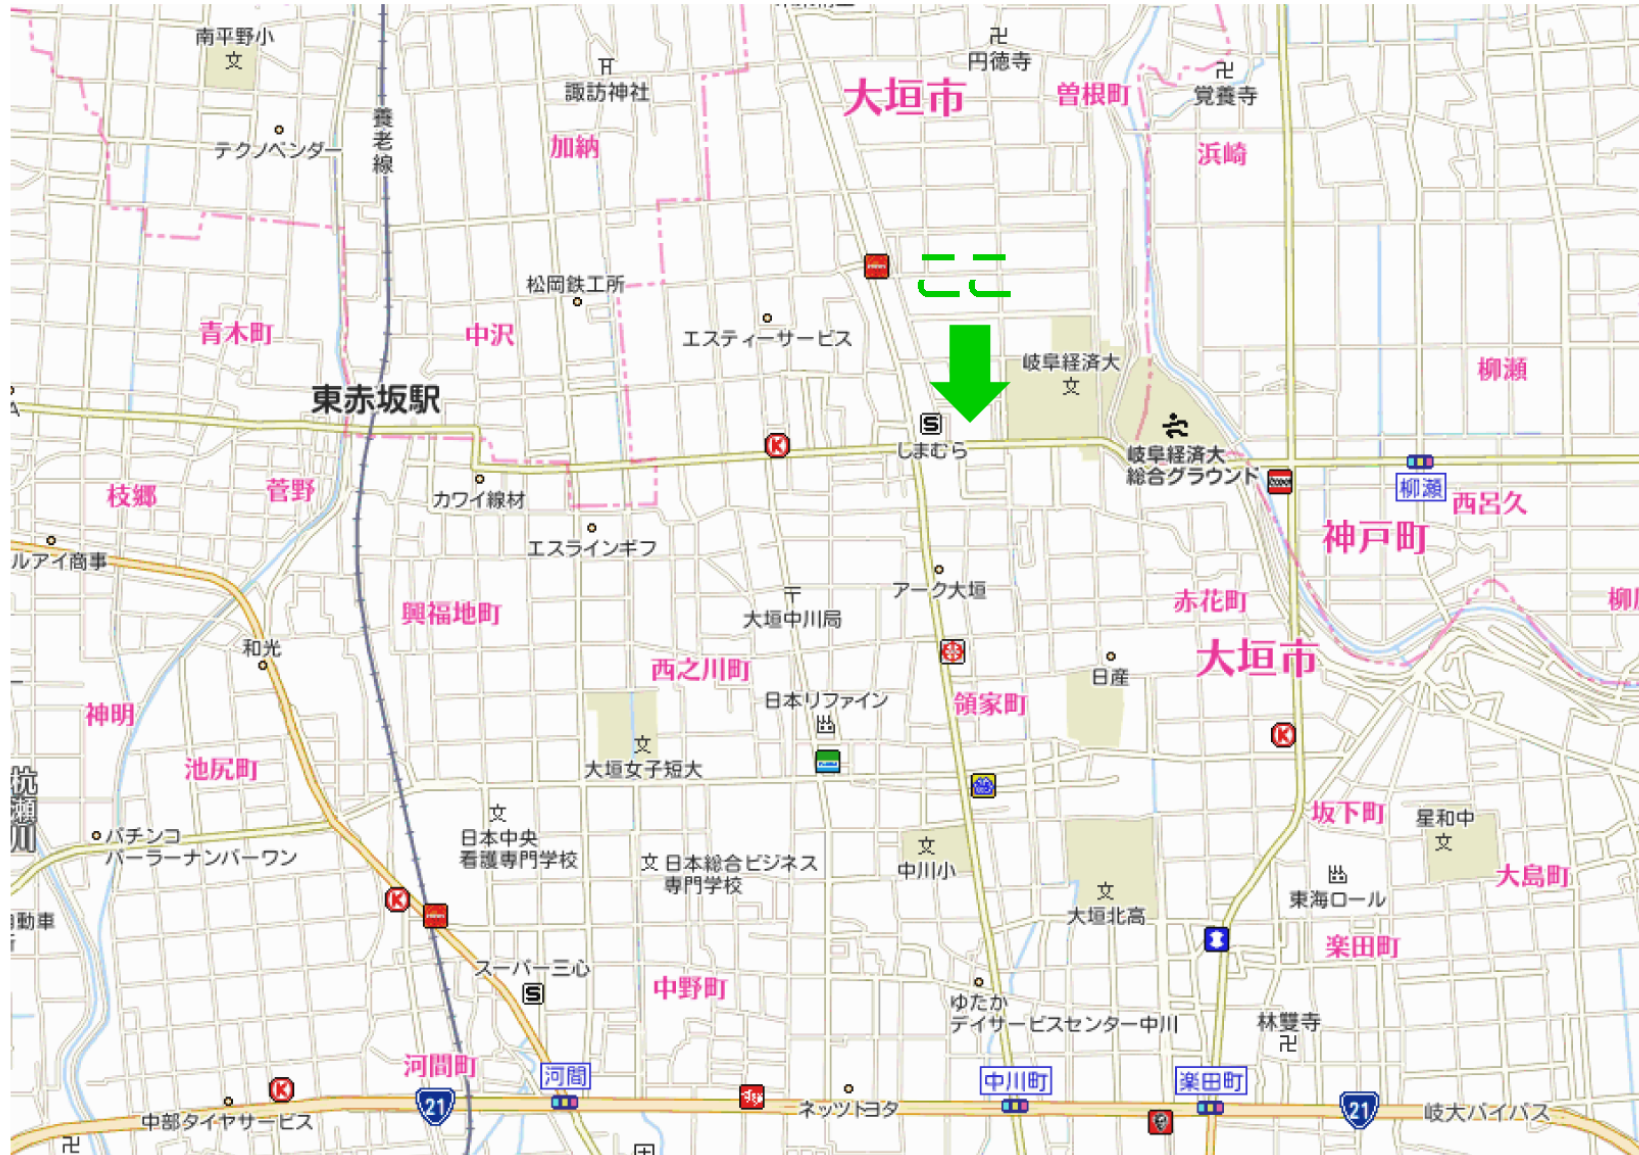 南平野小
円徳寺
諏訪神社
大垣市
曽根町
覚養寺
養老線
テクノベンダー
加納
浜崎
松岡鉄工所
青木町
中沢
エスティーサービス
岐阜経済大
柳瀬
東赤坂駅
S
しまむら
K
岐阜経済大
総合グラウンド
柳瀬
西呂久
枝郷
菅野
カワイ線材
神戸町
エスラインギフ
ルアイ商事
アーク大垣
赤花町
興福地町
大垣中川局
和光
大垣市
西之川町
日産
日本リファイン
領家町
神明
池尻町
大垣女子短大
杭瀬川
坂下町
星和中
パチンコ
パーラーナンバーワン
日本中央
看護専門学校
日本総合ビジネス
専門学校
中川小
大島町
東海ロール
K
K
大垣北高
動車
楽田町
スーパー三心
S
中野町
ゆたか
デイサービスセンター中川
林雙寺
河間町
河間
中川町
楽田町
K
21
すき家
ネッツトヨタ
21
岐大バイパス
中部タイヤサービス